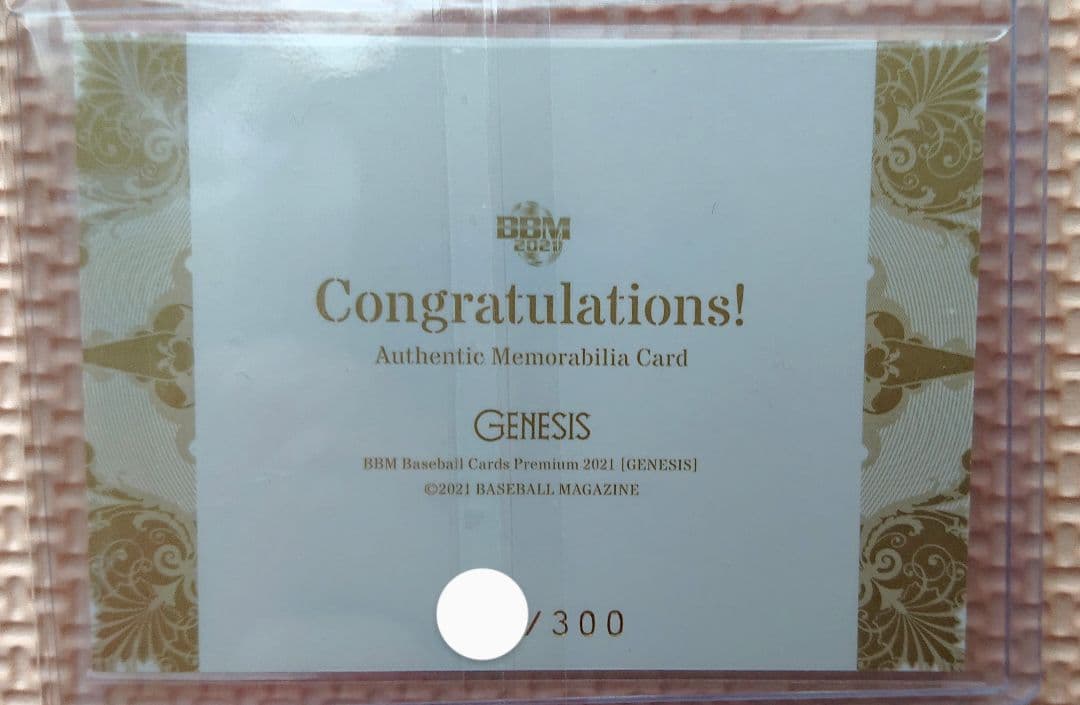 BBM
2021
Congratulations!
Authentic Memorabilia Card
GENESIS
BBM Baseball Cards Premium 2021 [GENESIS]
©2021 BASEBALL MAGAZINE
/300